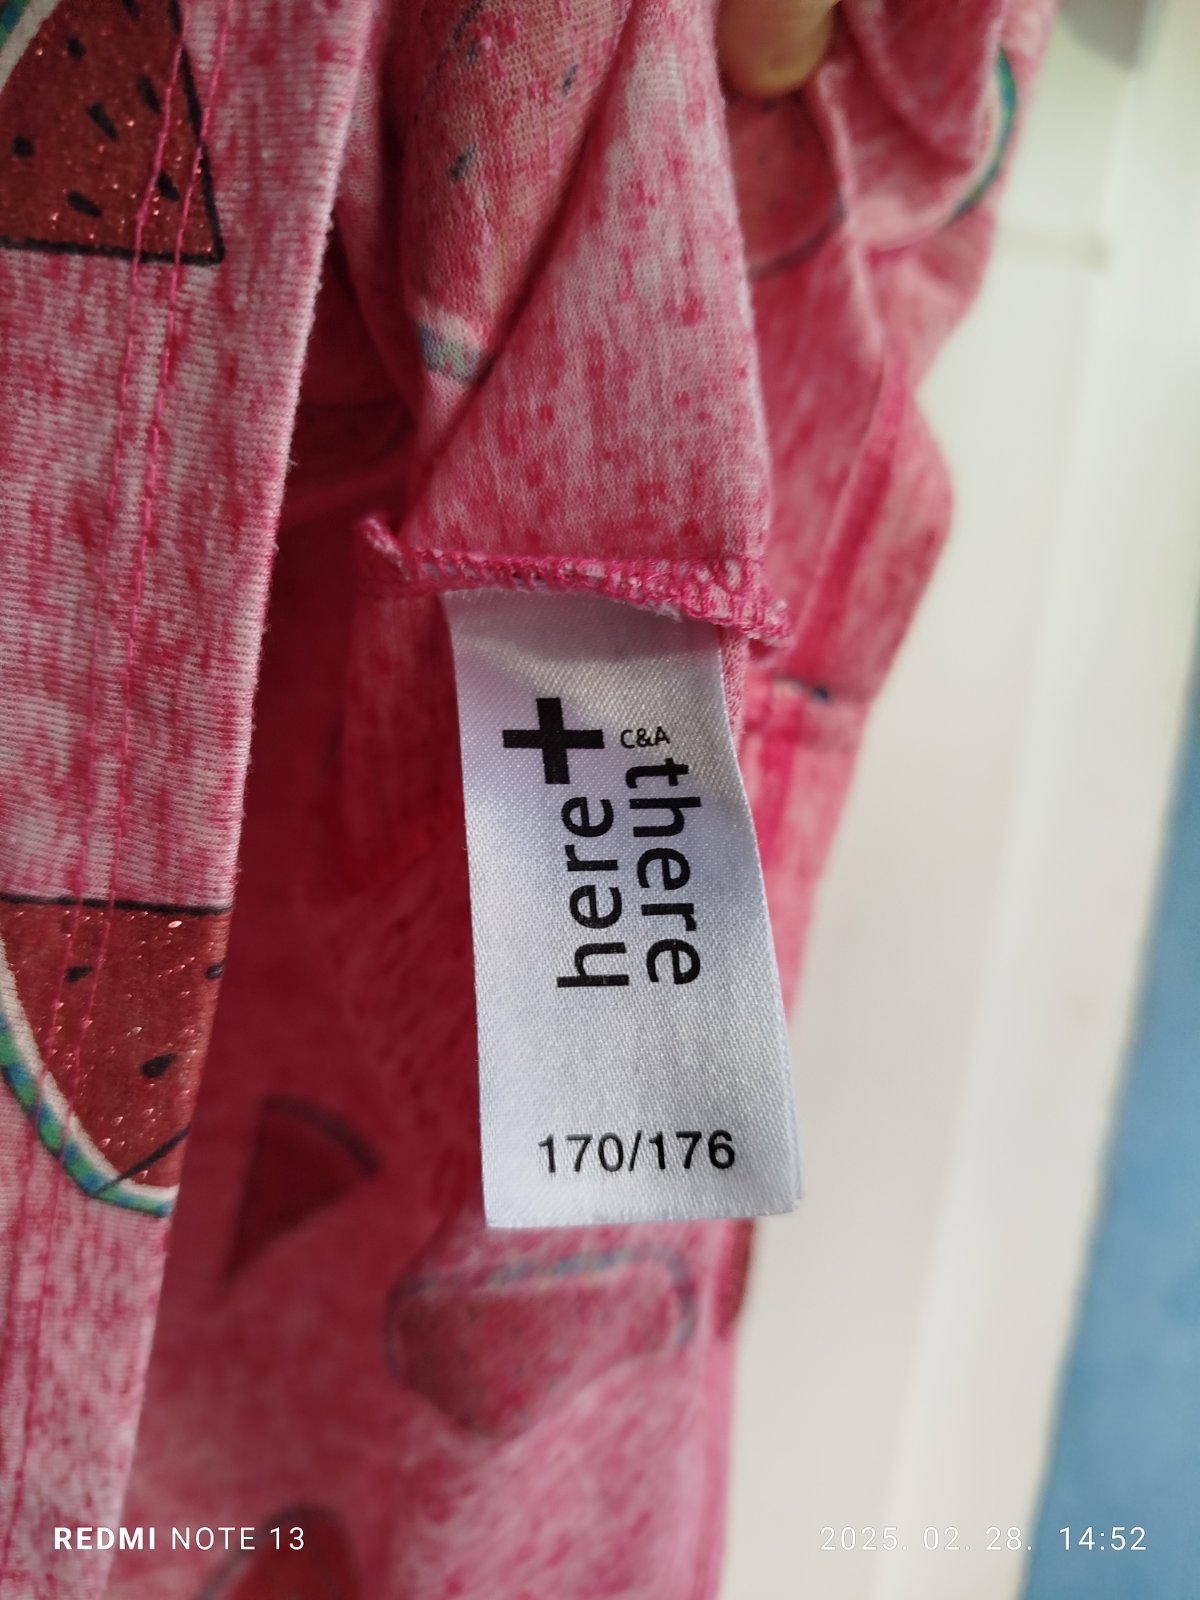 here+
C&A
there
170/176
REDMI NOTE 13
2025. 02. 28. 14:52